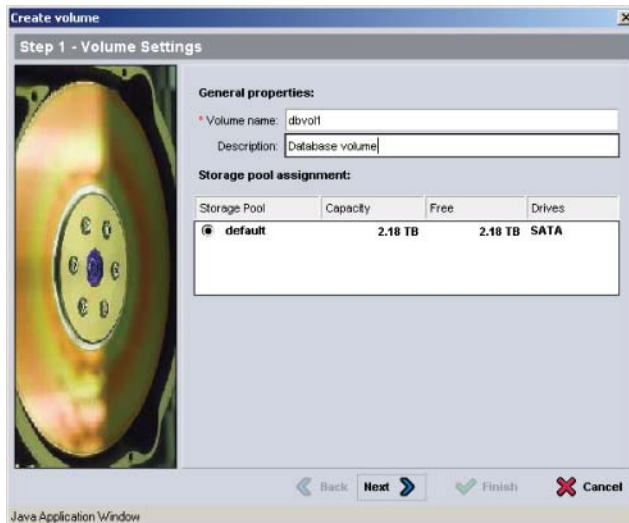 Create volume
Step 1 - Volume Settings
General properties:
* Volume name: dbvol1
Description: Database volume
Storage pool assignment:
Storage Pool Capacity Free Drives
default 2.18 TB 2.18 TB SATA
Back Next Finish Cancel
Java Application Window